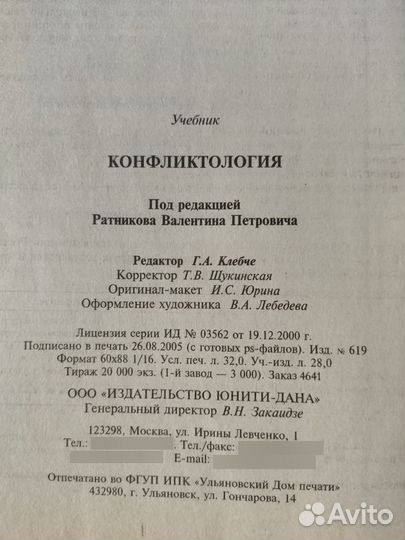 Учебник
КОНФЛИКТОЛОГИЯ
Под редакцией
Ратникова Валентина Петровича
Редактор Г.А. Клебче
Корректор Т.В. Щукинская
Оригинал-макет И.С. Юрина
Оформление художника В.А. Лебедева
Лицензия серии ИД № 03562 от 19.12.2000 г.
Подписано в печать 26.08.2005 (с готовых ps-файлов). Изд. № 619
Формат 60х88 1/16. Усл. печ. л. 32,0. Уч.-изд. л. 28,0
Тираж 20 000 экз. (1-й завод — 3 000). Заказ 4641
ООО «ИЗДАТЕЛЬСТВО ЮНИТИ-ДАНА»
Генеральный директор В.Н. Закаидзе
123298, Москва, ул. Ирины Левченко, 1
Тел.: . Тел./факс:
E-mail:
Отпечатано во ФГУП ИПК «Ульяновский Дом печати»
432980, г. Ульяновск, ул. Гончарова, 14
Avito